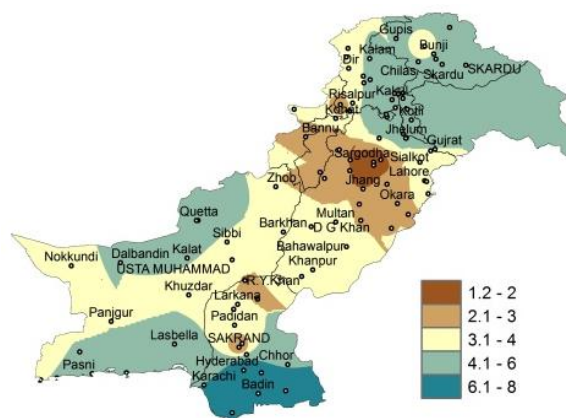 Gupis
Kalam
Bunji
Dir
Chilas
Skardu
SKARDU
Kakul
Risalpur
Kohat
Kotli
Bannu
Jhelum
Gujrat
Sargodha
Sialkot
Zhob
Jhang
Lahore
Okara
Quetta
Multan
Barkhan
D G Khan
Sibbi
Bahawalpur
Nokkundi
Dalbandin
Kalat
USTA MUHAMMAD
Khanpur
R.Y.Khan
Khuzdar
Larkana
Panjgur
Padidan
Lasbella
SAKRAND
Pasni
Hyderabad
Chhor
Karachi
Badin
1.2 - 2
2.1 - 3
3.1 - 4
4.1 - 6
6.1 - 8